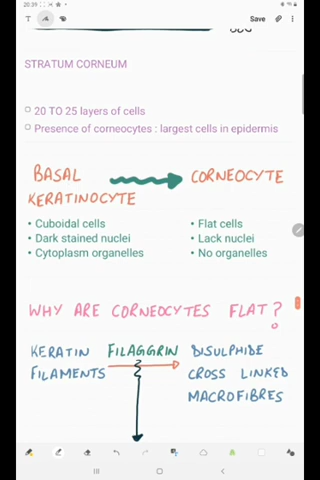 20:39
T
Save
STRATUM CORNEUM
20 TO 25 layers of cells
Presence of corneocytes : largest cells in epidermis
BASAL KERATINOCYTE
CORNEOCYTE
• Cuboidal cells
• Dark stained nuclei
• Cytoplasm organelles
• Flat cells
• Lack nuclei
• No organelles
WHY ARE CORNEOCYTES FLAT?
KERATIN FILAMENTS
FILAGGRIN
DISULPHIDE
CROSS LINKED
MACROFIBRES